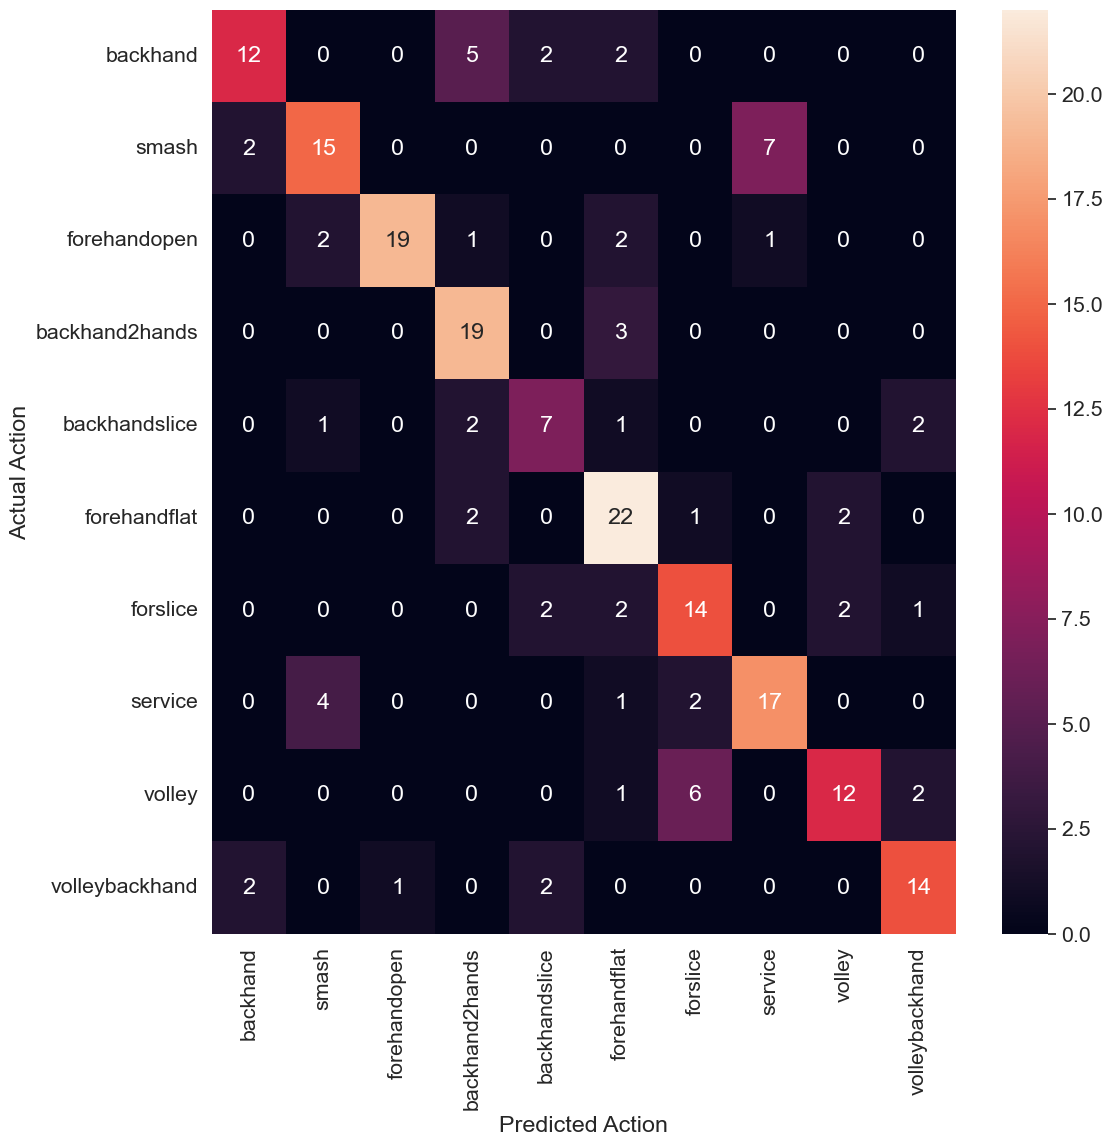 backhand 12 0 0 5 2 2 0 0 0 0
smash 2 15 0 0 0 0 0 7 0 0
forehandopen 0 2 19 1 0 2 0 1 0 0
backhand2hands 0 0 0 19 0 3 0 0 0 0
backhandslice 0 1 0 2 7 1 0 0 0 2
forehandflat 0 0 0 2 0 22 1 0 2 0
forslice 0 0 0 0 2 2 14 0 2 1
service 0 4 0 0 0 1 2 17 0 0
volley 0 0 0 0 0 1 6 0 12 2
volleybackhand 2 0 1 0 2 0 0 0 0 14
Actual Action
backhand
smash
forehandopen
backhand2hands
backhandslice
forehandflat
forslice
service
volley
volleybackhand
Predicted Action
20.0
17.5
15.0
12.5
10.0
7.5
5.0
2.5
0.0